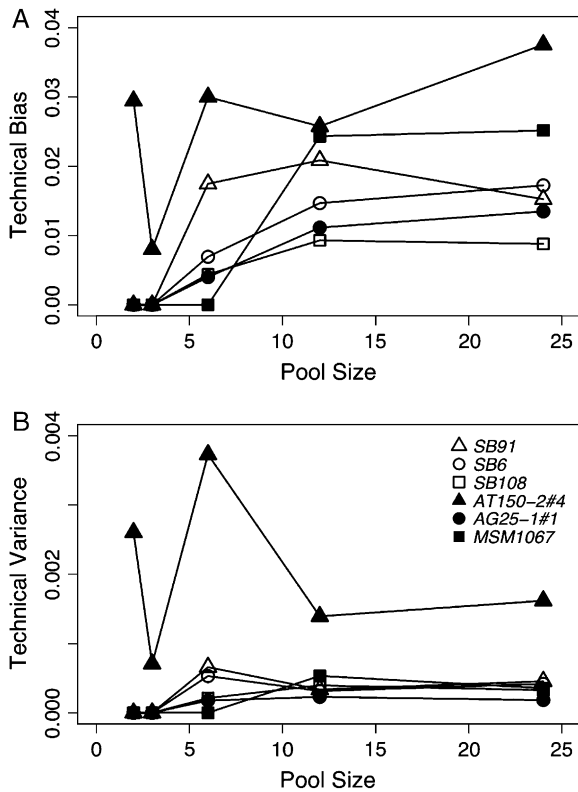 A
Technical Bias
0.04
0.03
0.02
0.01
0.00
0 5 10 15 20 25
Pool Size
B
Technical Variance
0.004
0.002
0.000
SB91
SB6
SB108
AT150-2#4
AG25-1#1
MSM1067
0 5 10 15 20 25
Pool Size